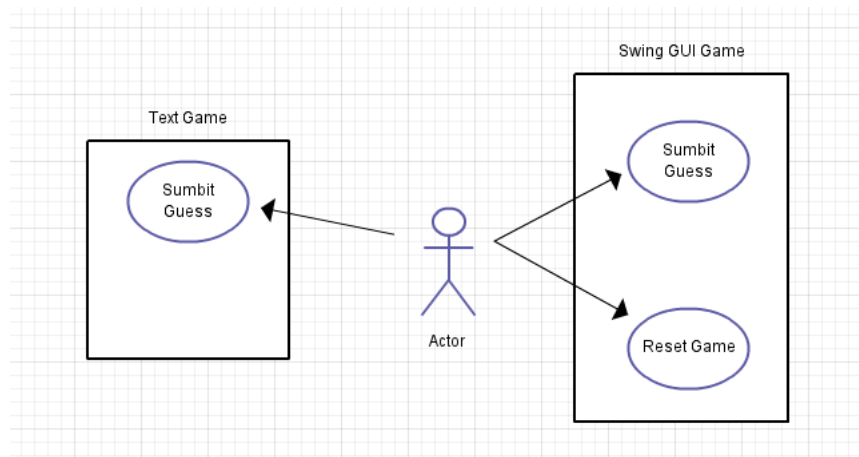 Swing GUI Game
Text Game
Sumbit
Guess
Sumbit
Guess
Actor
Reset Game